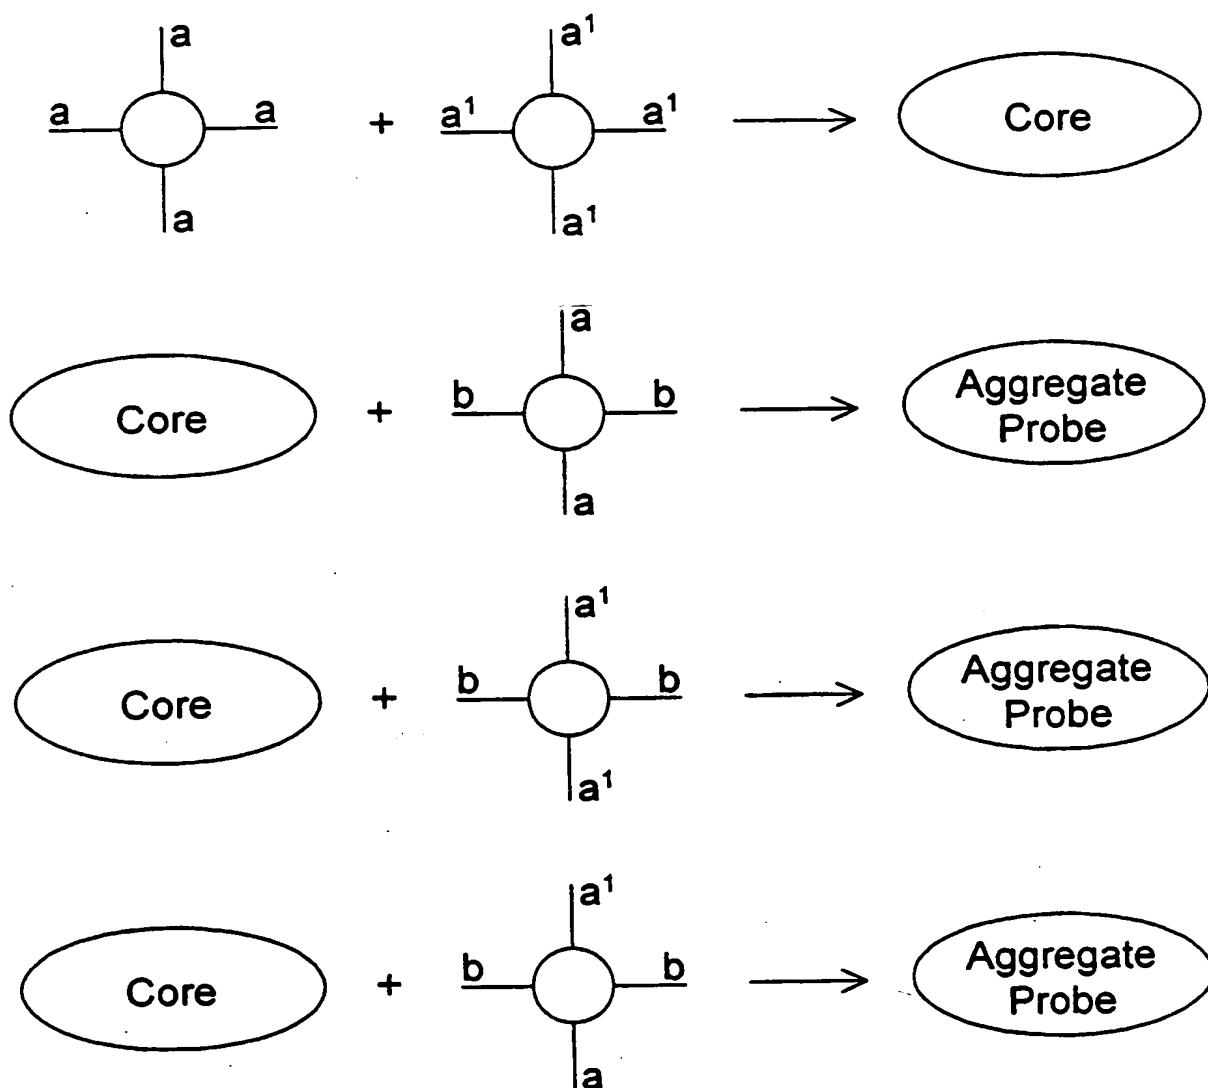 a a¹
a a + a¹ a¹ Core
a a¹
a
Core + b b Aggregate
Probe
a
a¹
Core + b b Aggregate
Probe
a¹
a¹
Core + b b Aggregate
Probe
a